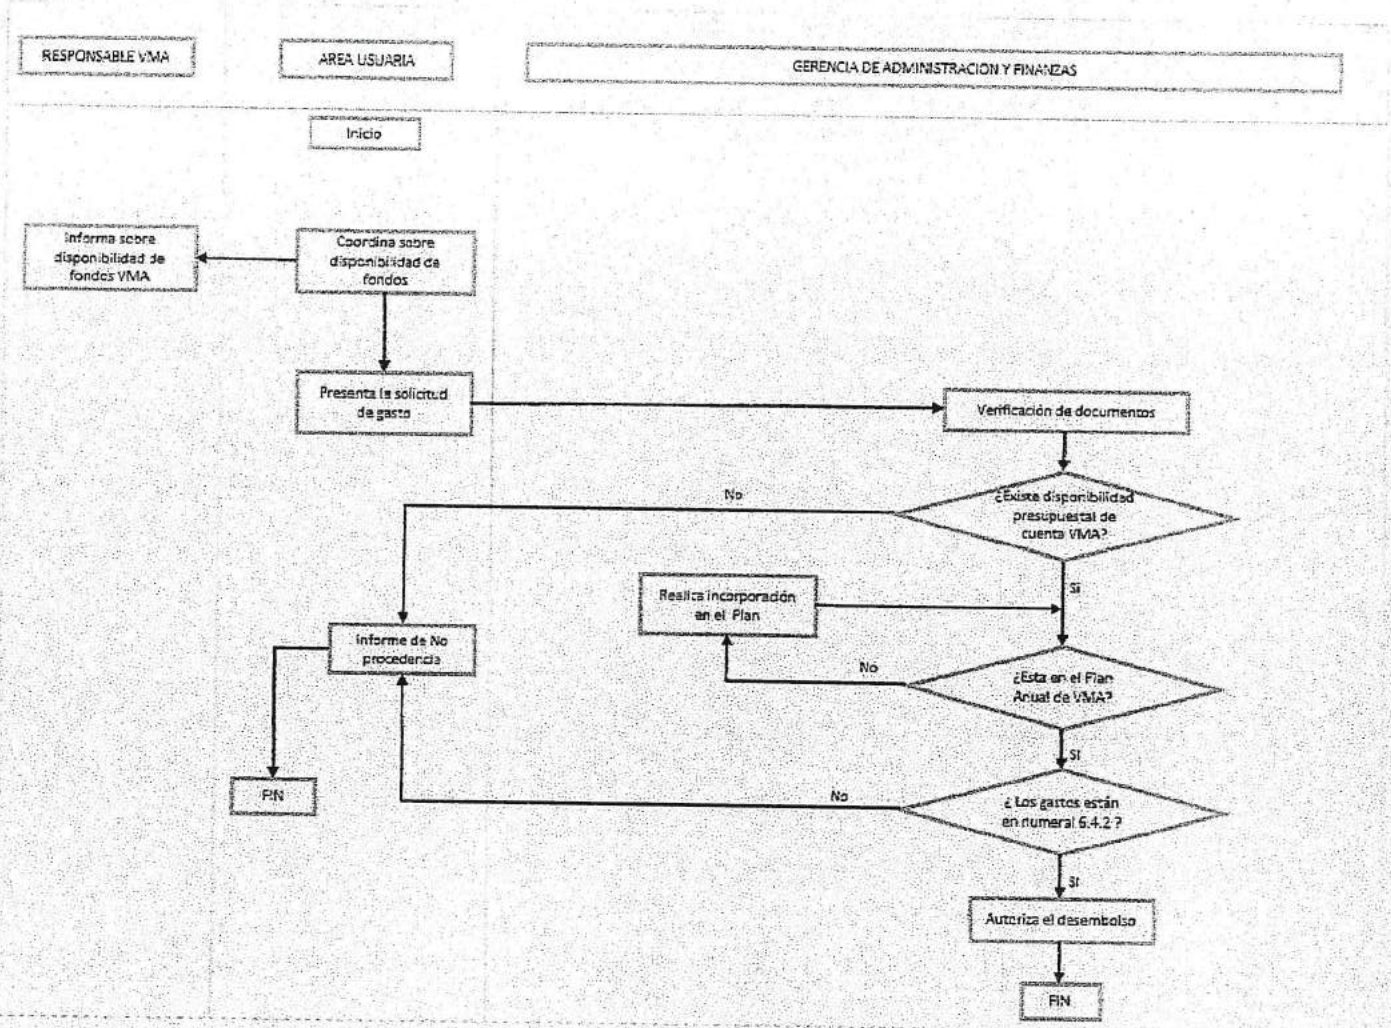 RESPONSABLE VMA
AREA USUARIA
GERENCIA DE ADMINISTRACION Y FINANZAS
Inicio
Informa sobre
disponibilidad de
fondos VMA
Coordina sobre
disponibilidad de
fondos
Presenta la solicitud
de gasto
Verificación de documentos
No
¿Existe disponibilidad
presupuestal de
cuenta VMA?
Si
Realiza incorporación
en el Plan
Informe de No
procedencia
No
¿Esta en el Plan
Anual de VMA?
SI
FIN
No
¿ Los gastos están
en numeral 6.4.2 ?
SI
Autoriza el desembolso
FIN